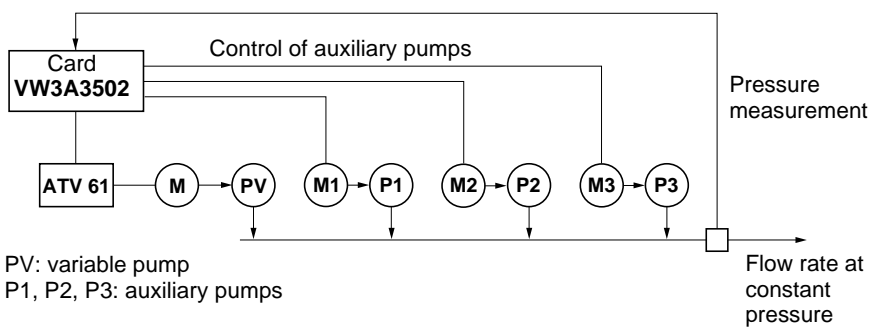 Control of auxiliary pumps
Card
VW3A3502
Pressure
measurement
ATV 61
M
PV
M1
P1
M2
P2
M3
P3
PV: variable pump
P1, P2, P3: auxiliary pumps
Flow rate at
constant
pressure